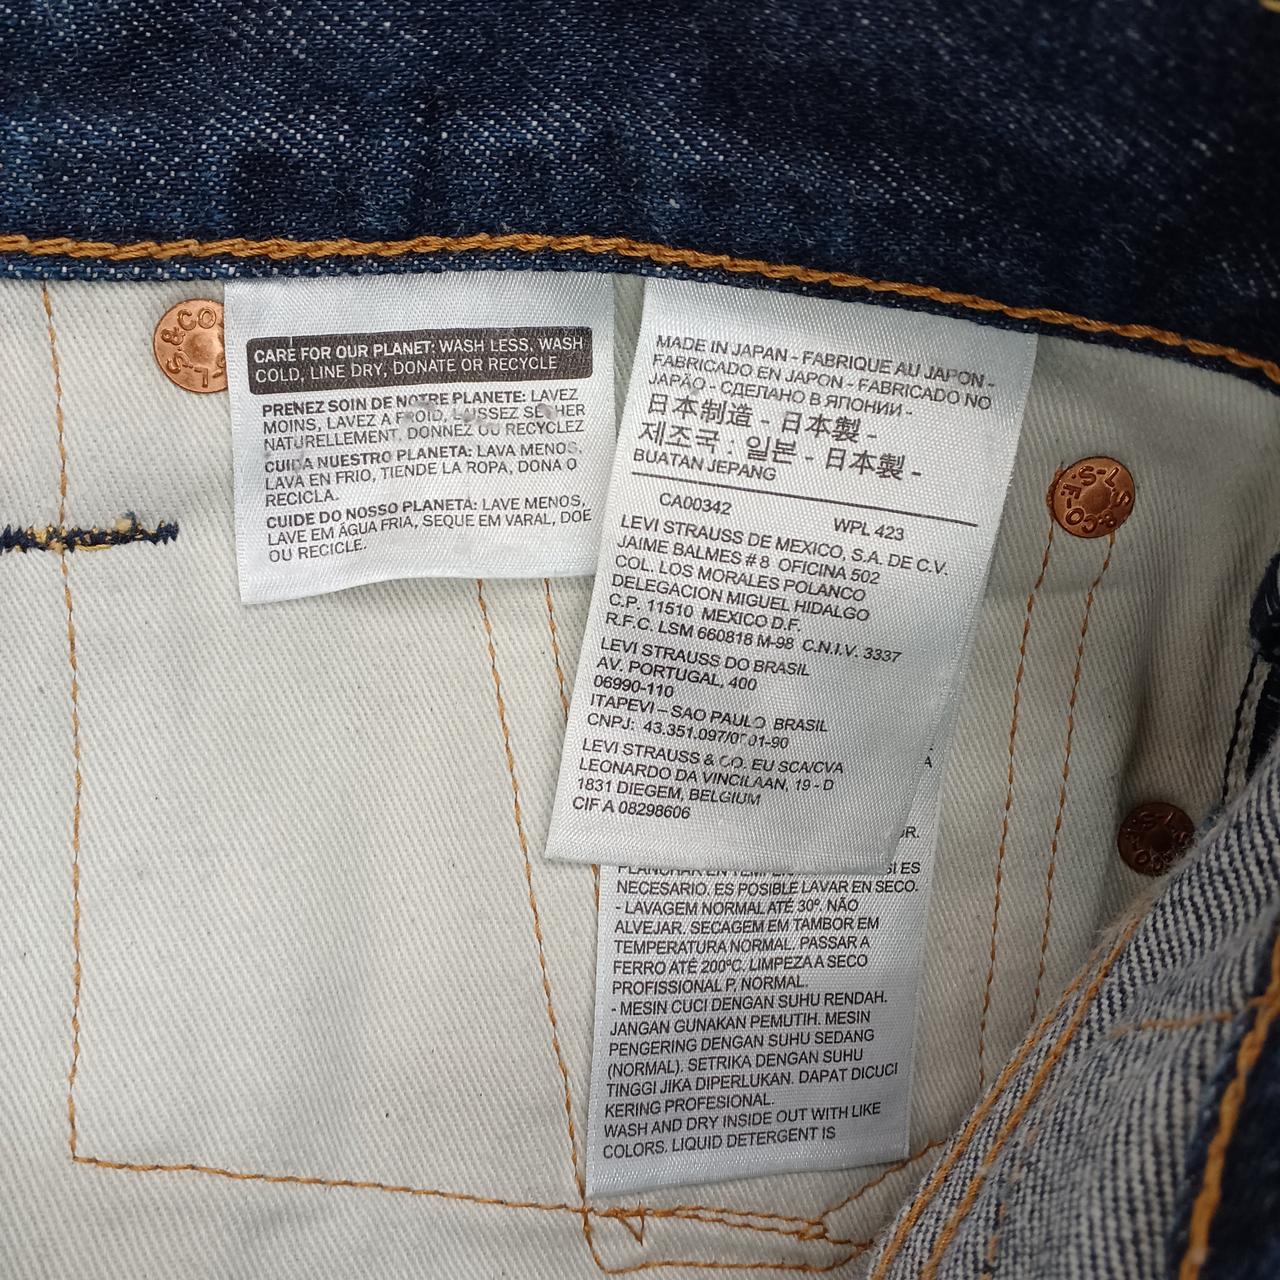 &CO
L-S
CARE FOR OUR PLANET: WASH LESS, WASH
COLD, LINE DRY, DONATE OR RECYCLE
PRENEZ SOIN DE NOTRE PLANETE: LAVEZ
MOINS, LAVEZ A FROID, LAISSEZ SECHER
NATURELLEMENT, DONNEZ OU RECYCLEZ
CUIDA NUESTRO PLANETA: LAVA MENOS,
LAVA EN FRIO, TIENDE LA ROPA, DONA O
RECICLA.
CUIDE DO NOSSO PLANETA: LAVE MENOS,
LAVE EM ÁGUA FRIA, SEQUE EM VARAL, DOE
OU RECICLE.
MADE IN JAPAN - FABRIQUE AU JAPON -
FABRICADO EN JAPON - FABRICADO NO
JAPÃO - СДЕЛАНО В ЯПОНИИ -
日本制造 - 日本製 -
제조국 : 일본 - 日本製 -
BUATAN JEPANG
CA00342 WPL 423
LEVI STRAUSS DE MEXICO, S.A. DE C.V.
JAIME BALMES # 8 OFICINA 502
COL. LOS MORALES POLANCO
DELEGACION MIGUEL HIDALGO
C.P. 11510 MEXICO D.F.
R.F.C. LSM 660818 M-98 C.N.I.V. 3337
LEVI STRAUSS DO BRASIL
AV. PORTUGAL, 400
06990-110
ITAPEVI – SAO PAULO BRASIL
CNPJ: 43.351.097/0001-90
LEVI STRAUSS & CO. EU SCA/CVA
LEONARDO DA VINCILAAN, 19 - D
1831 DIEGEM, BELGIUM
CIF A 08298606
PLANCHAR EN SI ES
NECESARIO. ES POSIBLE LAVAR EN SECO.
- LAVAGEM NORMAL ATÉ 30º. NÃO
ALVEJAR. SECAGEM EM TAMBOR EM
TEMPERATURA NORMAL. PASSAR A
FERRO ATÉ 200ºC. LIMPEZA A SECO
PROFISSIONAL P, NORMAL.
- MESIN CUCI DENGAN SUHU RENDAH.
JANGAN GUNAKAN PEMUTIH. MESIN
PENGERING DENGAN SUHU SEDANG
(NORMAL). SETRIKA DENGAN SUHU
TINGGI JIKA DIPERLUKAN. DAPAT DICUCI
KERING PROFESIONAL.
WASH AND DRY INSIDE OUT WITH LIKE
COLORS. LIQUID DETERGENT IS
L-S
S.F.
&CO